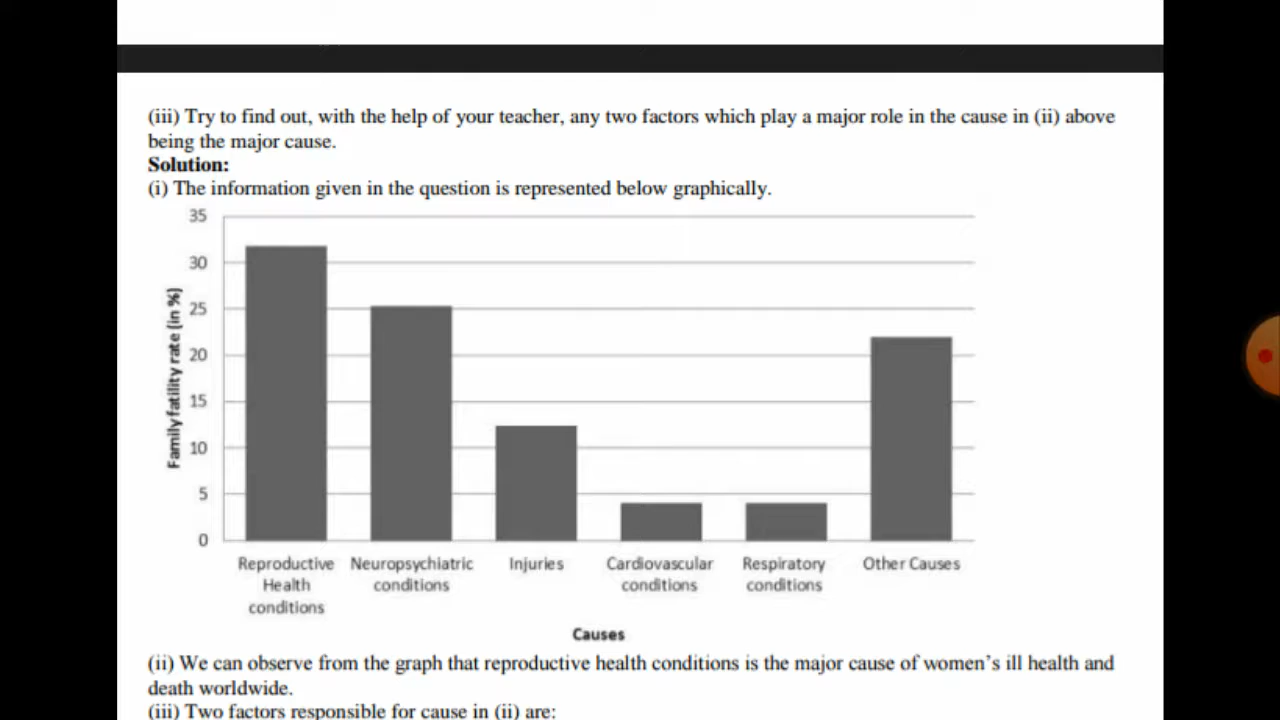 (iii) Try to find out, with the help of your teacher, any two factors which play a major role in the cause in (ii) above
being the major cause.
Solution:
(i) The information given in the question is represented below graphically.
35
30
25
20
15
10
5
0
Family fatility rate (in %)
Reproductive Health conditions
Neuropsychiatric conditions
Injuries
Cardiovascular conditions
Respiratory conditions
Other Causes
Causes
(ii) We can observe from the graph that reproductive health conditions is the major cause of women's ill health and
death worldwide.
(iii) Two factors responsible for cause in (ii) are: